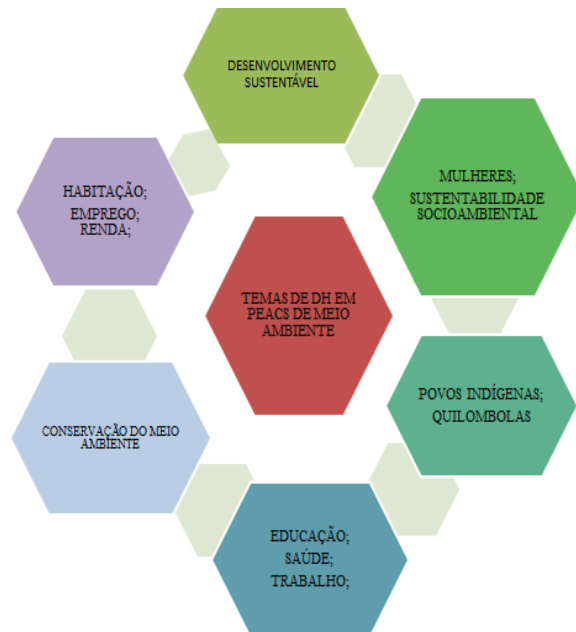 DESENVOLVIMENTO
SUSTENTÁVEL
MULHERES;
SUSTENTABILIDADE
SOCIOAMBIENTAL
HABITAÇÃO;
EMPREGO;
RENDA;
TEMAS DE DH EM
PEACS DE MEIO
AMBIENTE
POVOS INDÍGENAS;
QUILOMBOLAS
CONSERVAÇÃO DO MEIO
AMBIENTE
EDUCAÇÃO;
SAÚDE;
TRABALHO;